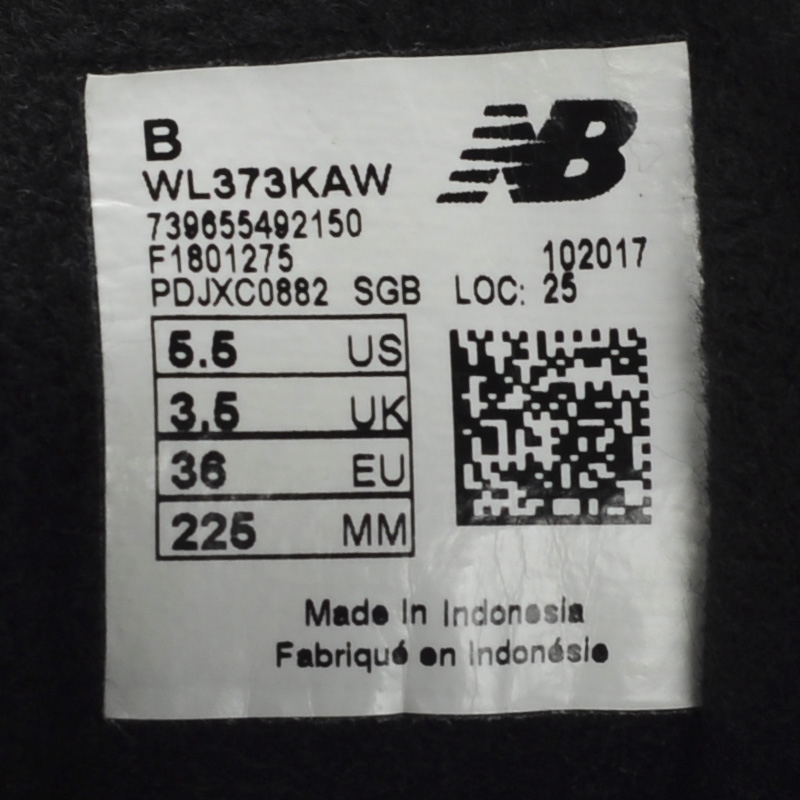 B
NB
WL373KAW
739655492150
F1801275 102017
PDJXC0882 SGB LOC: 25
5.5 US
3.5 UK
36 EU
225 MM
Made In Indonesia
Fabriqué en Indonésie